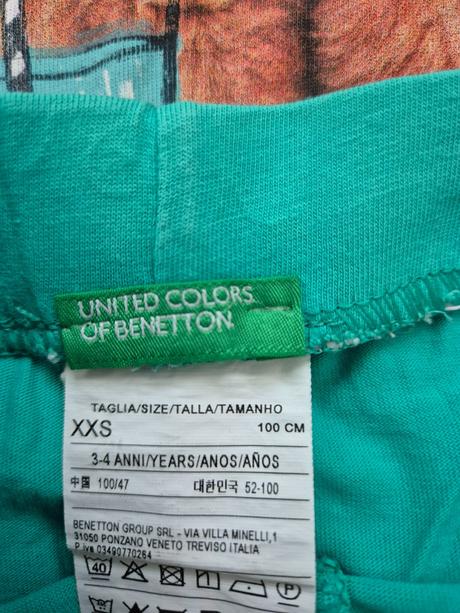 UNITED COLORS
OF BENETTON.
TAGLIA/SIZE/TALLA/TAMANHO
XXS 100 CM
3-4 ANNI/YEARS/ANOS/AÑOS
中国 100/47 대한민국 52-100
BENETTON GROUP SRL - VIA VILLA MINELLI,1
31050 PONZANO VENETO TREVISO ITALIA
P.iva 03490770264
40 P